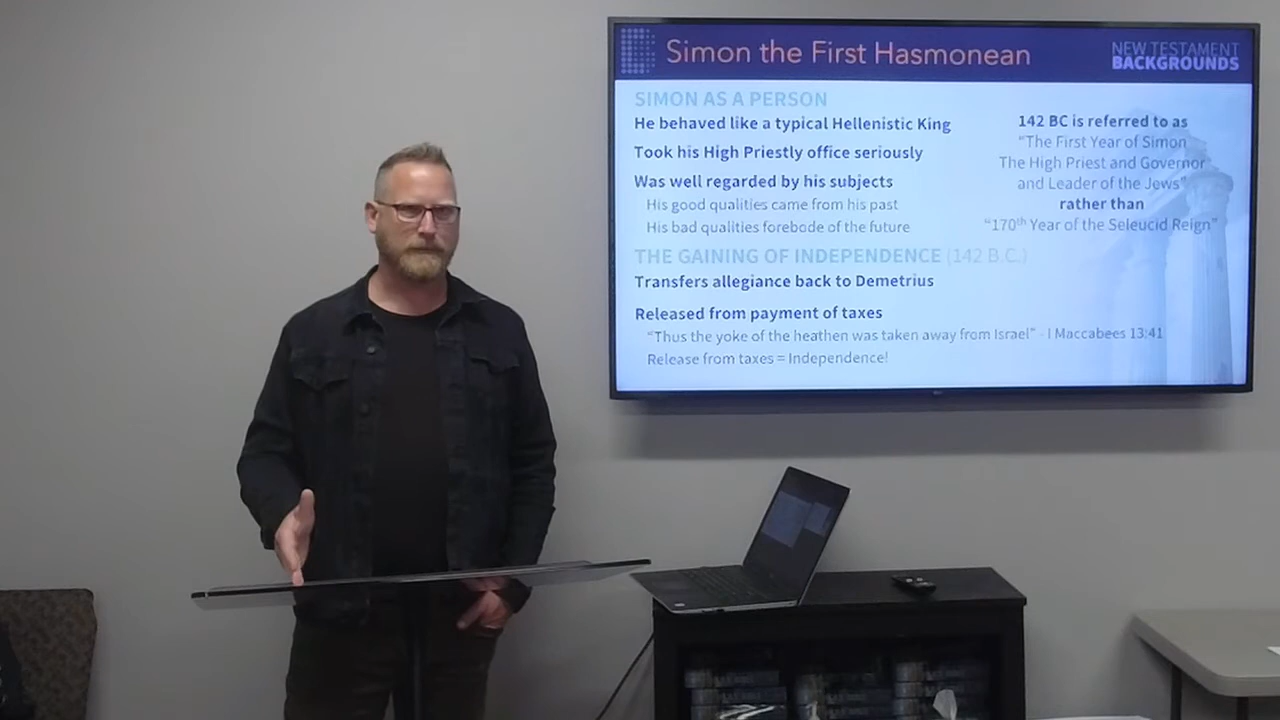 Simon the First Hasmonean
NEW TESTAMENT
BACKGROUNDS
SIMON AS A PERSON
He behaved like a typical Hellenistic King
Took his High Priestly office seriously
Was well regarded by his subjects
His good qualities came from his past
His bad qualities forebode of the future
142 BC is referred to as
“The First Year of Simon
The High Priest and Governor
and Leader of the Jews”
rather than
“170th Year of the Seleucid Reign”
THE GAINING OF INDEPENDENCE (142 B.C.)
Transfers allegiance back to Demetrius
Released from payment of taxes
“Thus the yoke of the heathen was taken away from Israel” - I Maccabees 13:41
Release from taxes = Independence!